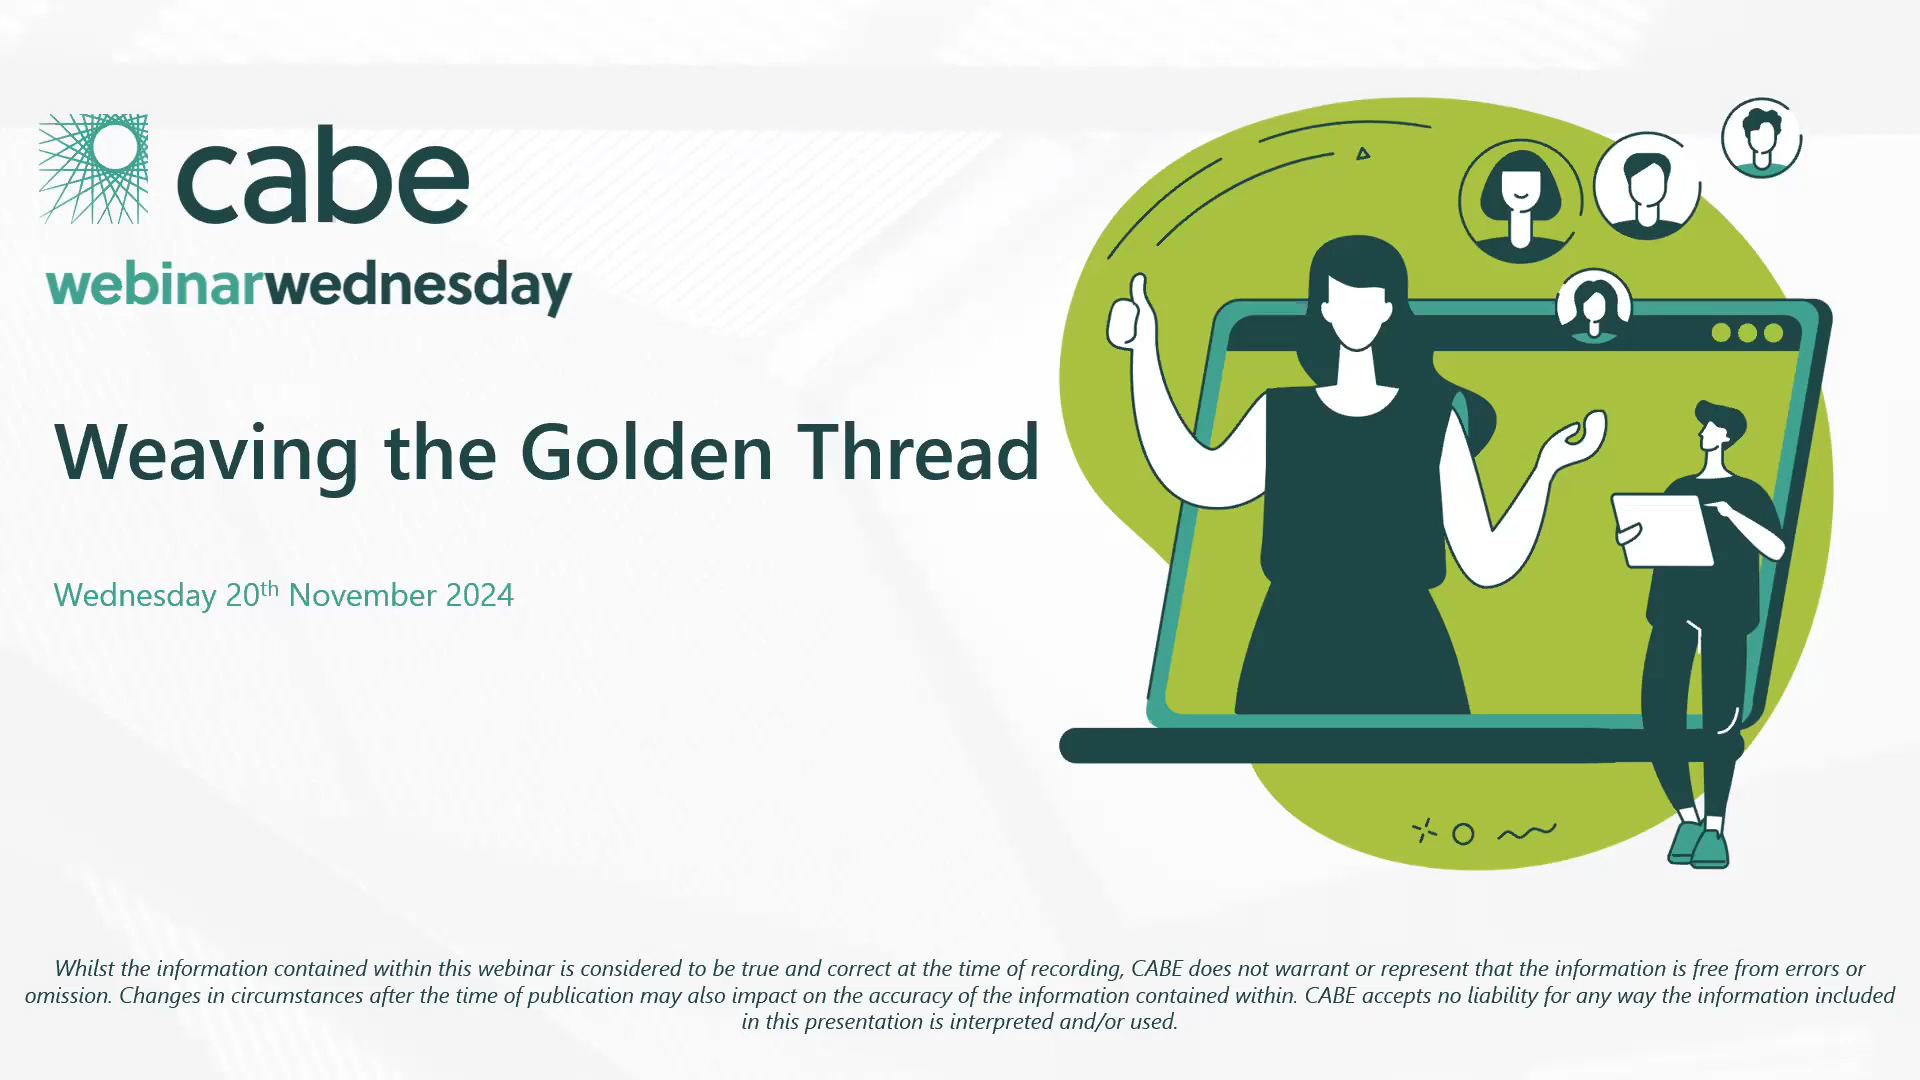 cabe
webinarwednesday
Weaving the Golden Thread
Wednesday 20th November 2024
Whilst the information contained within this webinar is considered to be true and correct at the time of recording, CABE does not warrant or represent that the information is free from errors or
omission. Changes in circumstances after the time of publication may also impact on the accuracy of the information contained within. CABE accepts no liability for any way the information included
in this presentation is interpreted and/or used.